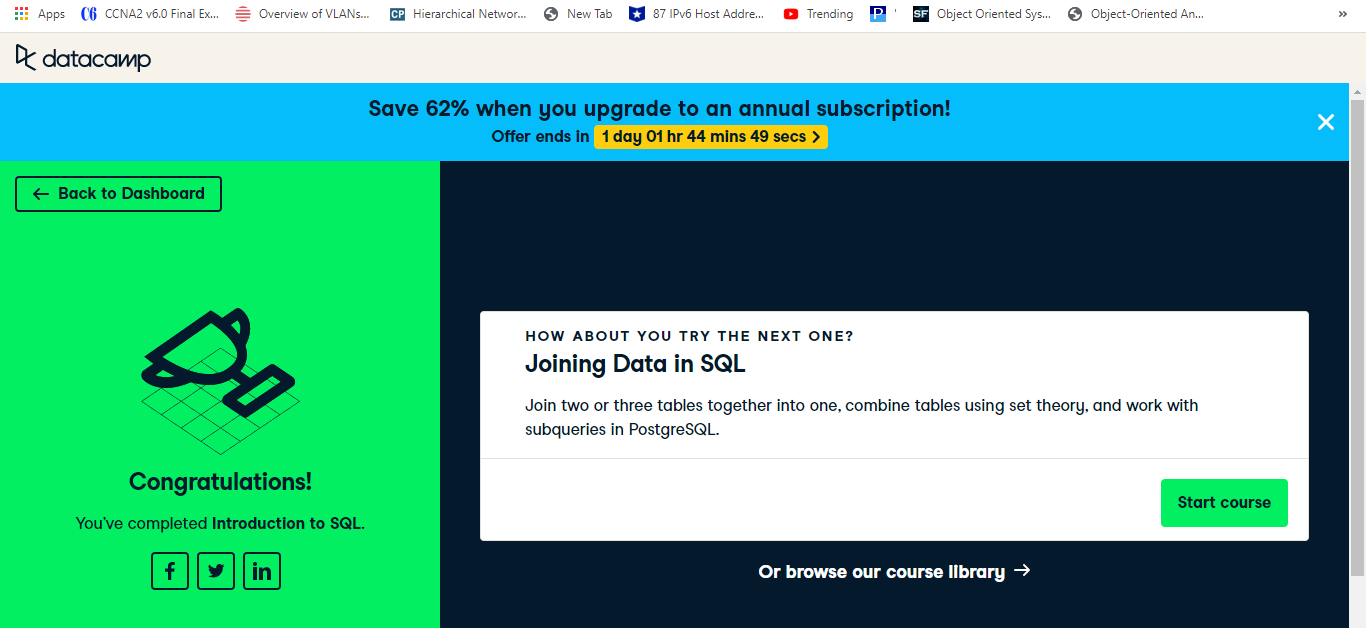 Apps C6 CCNA2 v6.0 Final Ex... Overview of VLANs... CP Hierarchical Networ... New Tab 87 IPv6 Host Addre... Trending P ' SF Object Oriented Sys... Object-Oriented An... »
datacamp
Save 62% when you upgrade to an annual subscription!
Offer ends in 1 day 01 hr 44 mins 49 secs
Back to Dashboard
HOW ABOUT YOU TRY THE NEXT ONE?
Joining Data in SQL
Join two or three tables together into one, combine tables using set theory, and work with
subqueries in PostgreSQL.
Start course
Or browse our course library
Congratulations!
You've completed Introduction to SQL.
f in